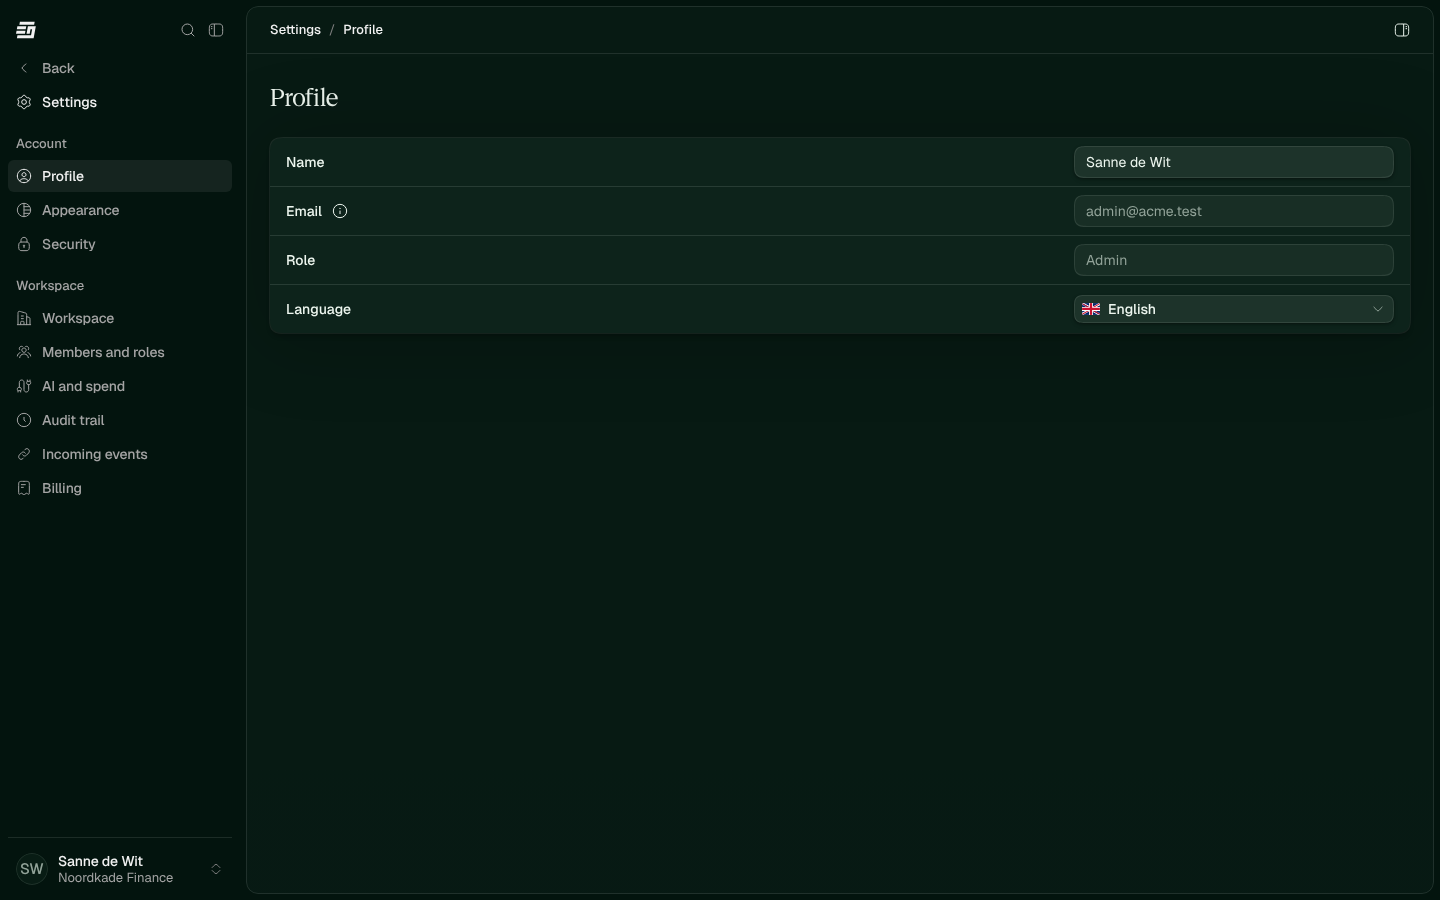 Back
Settings
Account
Profile
Appearance
Security
Workspace
Workspace
Members and roles
AI and spend
Audit trail
Incoming events
Billing
SW
Sanne de Wit
Noordkade Finance
Settings / Profile
Profile
Name
Sanne de Wit
Email
admin@acme.test
Role
Admin
Language
English